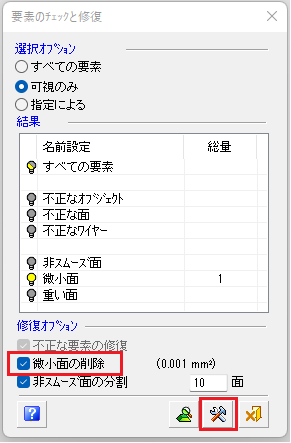 要素のチェックと修復
選択オプション
すべての要素
可視のみ
指定による
結果
名前設定 総量
すべての要素
不正なオブジェクト
不正な面
不正なワイヤー
非スムーズ面
微小面 1
重い面
修復オプション
不正な要素の修復
微小面の削除 (0.001 mm²)
非スムーズ面の分割 10 面
?